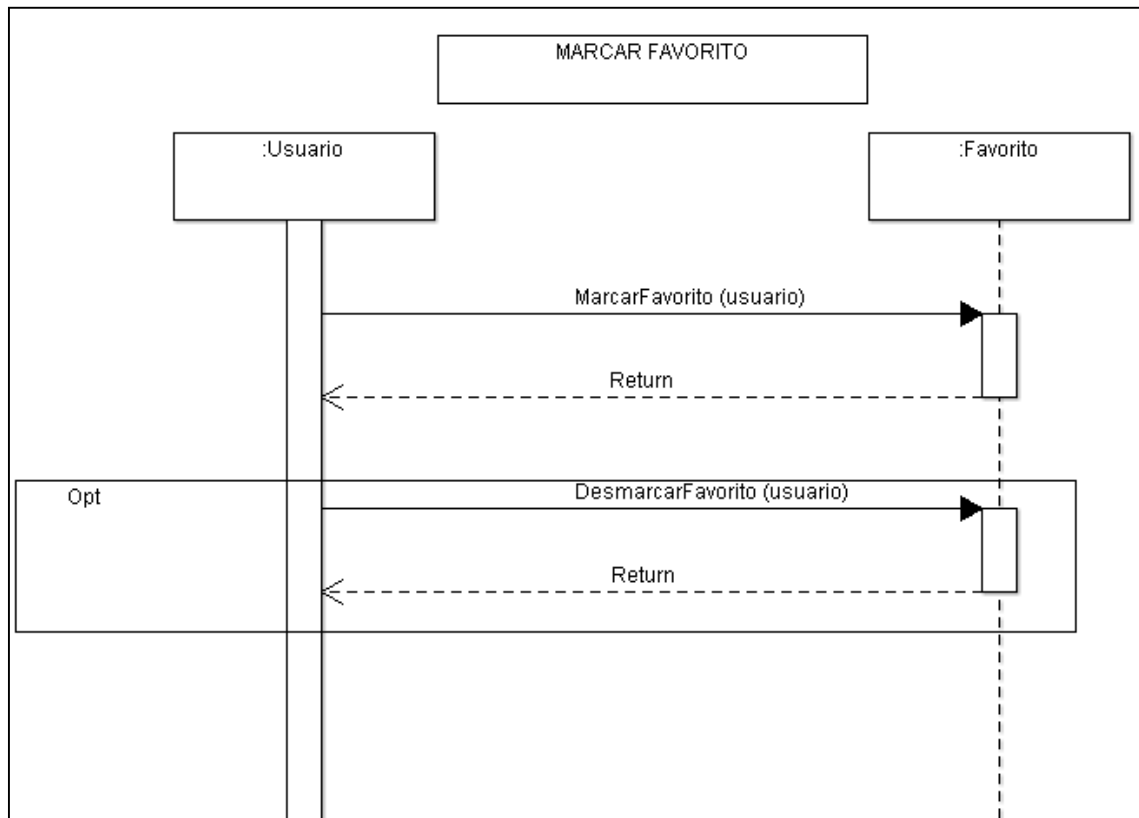 MARCAR FAVORITO
:Usuario
:Favorito
MarcarFavorito (usuario)
Return
Opt
DesmarcarFavorito (usuario)
Return